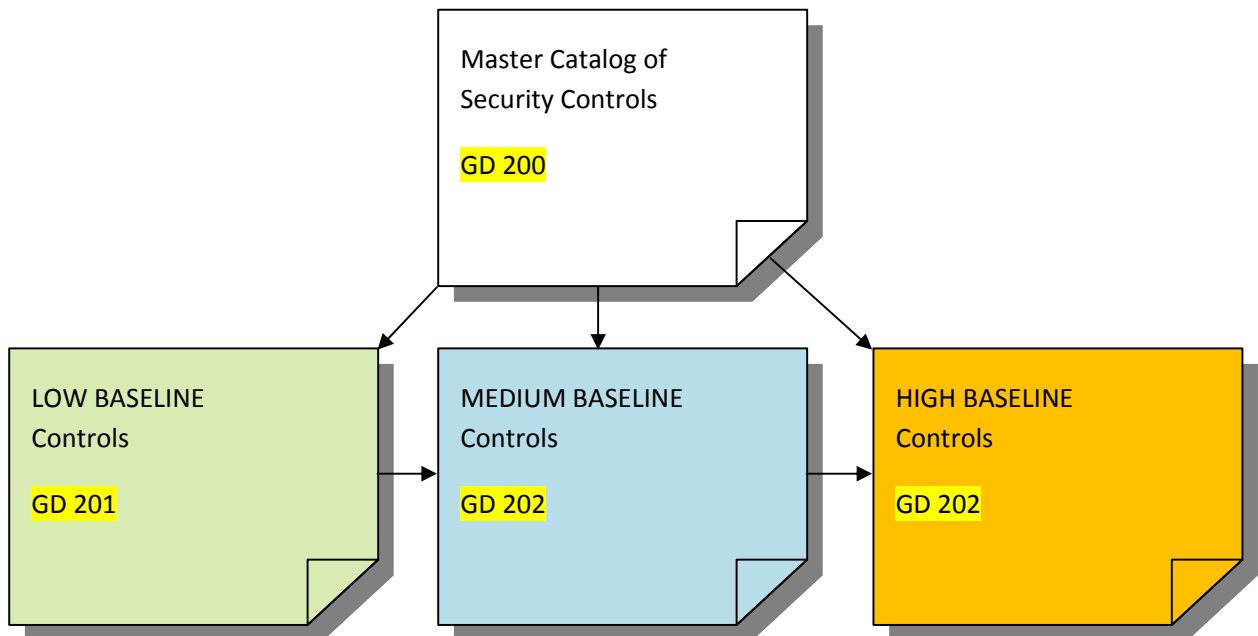 Master Catalog of
Security Controls
GD 200
LOW BASELINE
Controls
GD 201
MEDIUM BASELINE
Controls
GD 202
HIGH BASELINE
Controls
GD 202